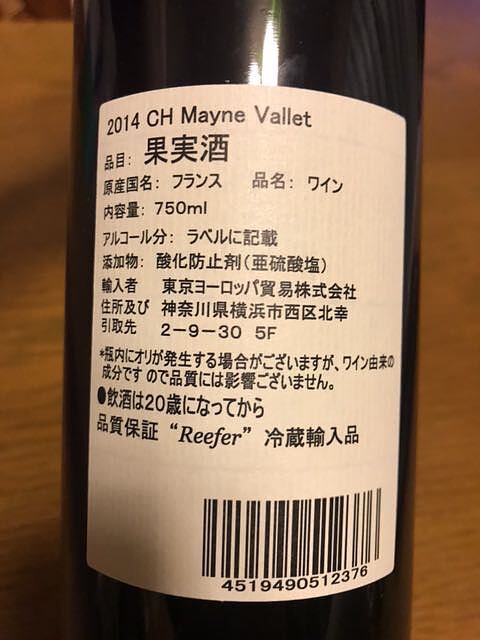 2014 CH Mayne Vallet
品目: 果実酒
原産国名: フランス 品名: ワイン
内容量: 750ml
アルコール分: ラベルに記載
添加物: 酸化防止剤(亜硫酸塩)
輸入者 東京ヨーロッパ貿易株式会社
住所及び 神奈川県横浜市西区北幸
引取先 2-9-30 5F
*瓶内にオリが発生する場合がございますが、ワイン由来の
成分です ので品質には影響ございません。
●飲酒は20歳になってから
品質保証 “Reefer” 冷蔵輸入品
4519490512376